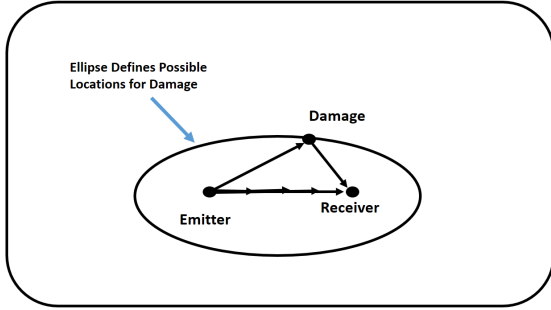 Ellipse Defines Possible
Locations for Damage
Damage
Emitter
Receiver